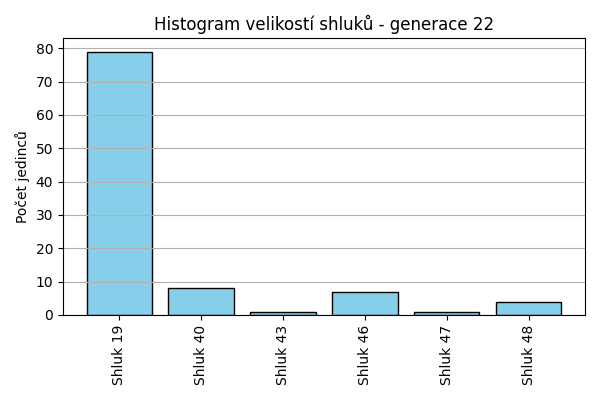 Histogram velikostí shluků - generace 22
Počet jedinců
80
70
60
50
40
30
20
10
0
Shluk 19
Shluk 40
Shluk 43
Shluk 46
Shluk 47
Shluk 48